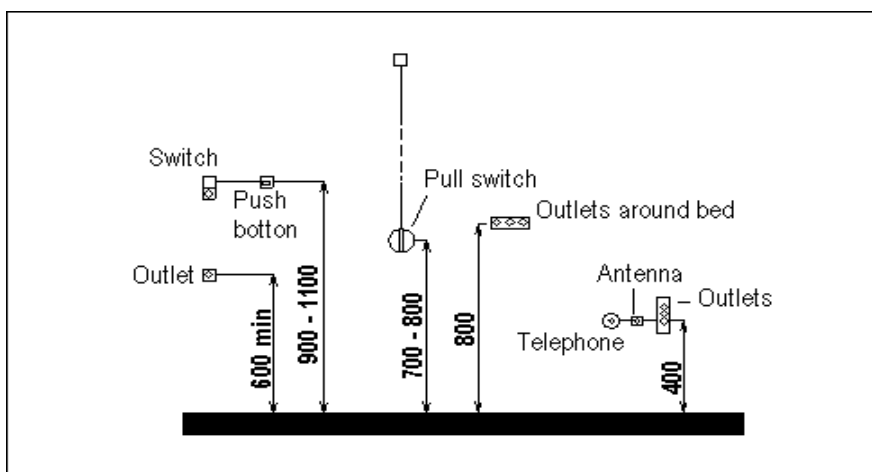 Switch
Push
botton
Outlet
600 min
900 - 1100
Pull switch
700 - 800
Outlets around bed
800
Antenna
Outlets
Telephone
400